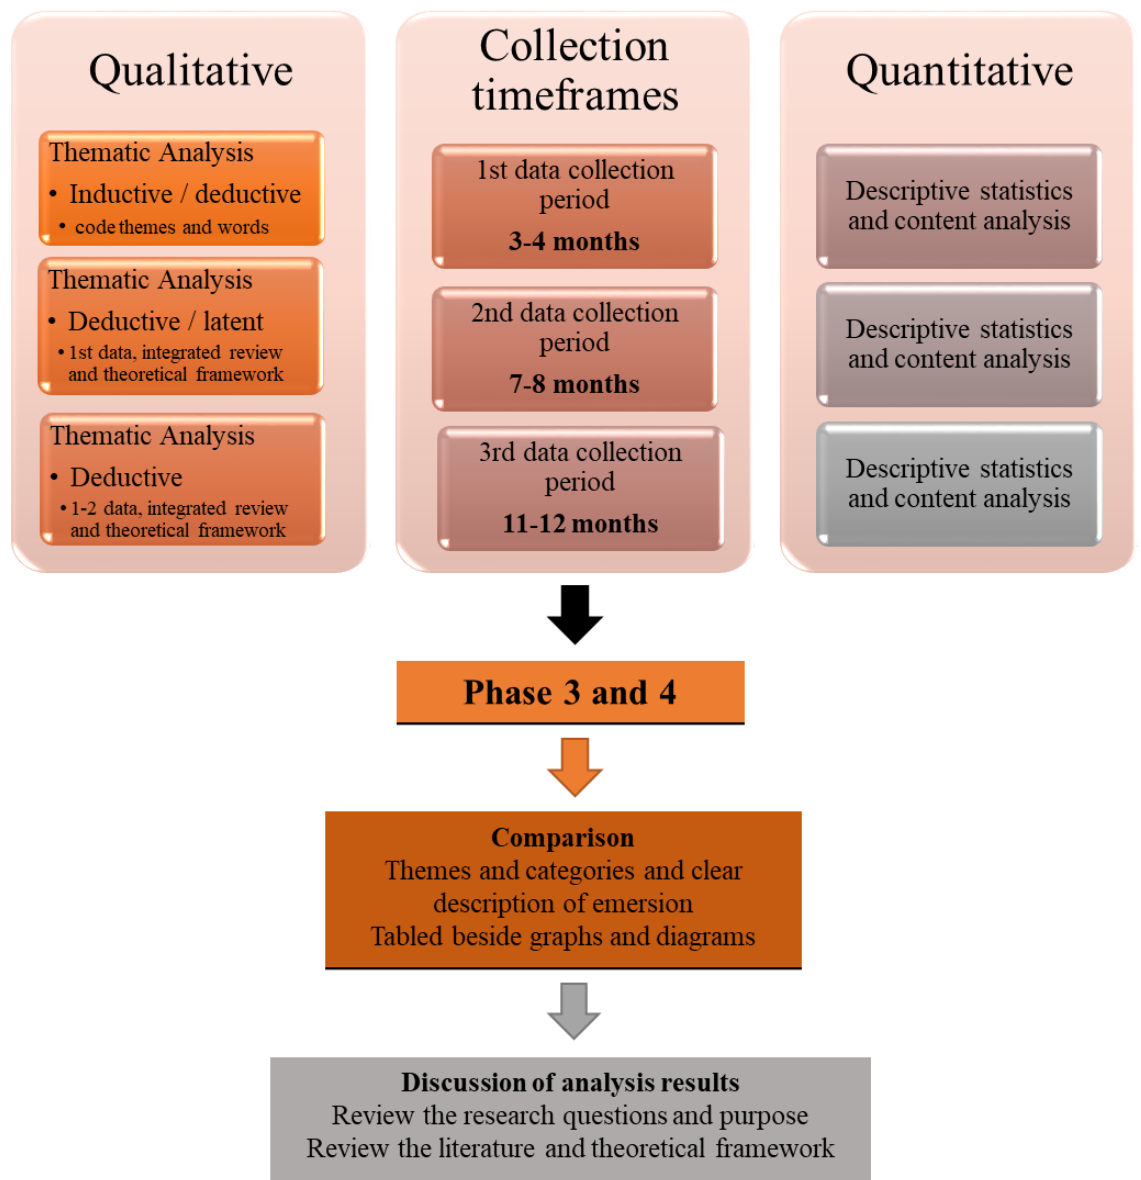 Qualitative
Thematic Analysis
• Inductive / deductive
• code themes and words
Thematic Analysis
• Deductive / latent
• 1st data, integrated review
and theoretical framework
Thematic Analysis
• Deductive
• 1-2 data, integrated review
and theoretical framework
Collection
timeframes
1st data collection
period
3-4 months
2nd data collection
period
7-8 months
3rd data collection
period
11-12 months
Quantitative
Descriptive statistics
and content analysis
Descriptive statistics
and content analysis
Descriptive statistics
and content analysis
Phase 3 and 4
Comparison
Themes and categories and clear
description of emersion
Tabled beside graphs and diagrams
Discussion of analysis results
Review the research questions and purpose
Review the literature and theoretical framework